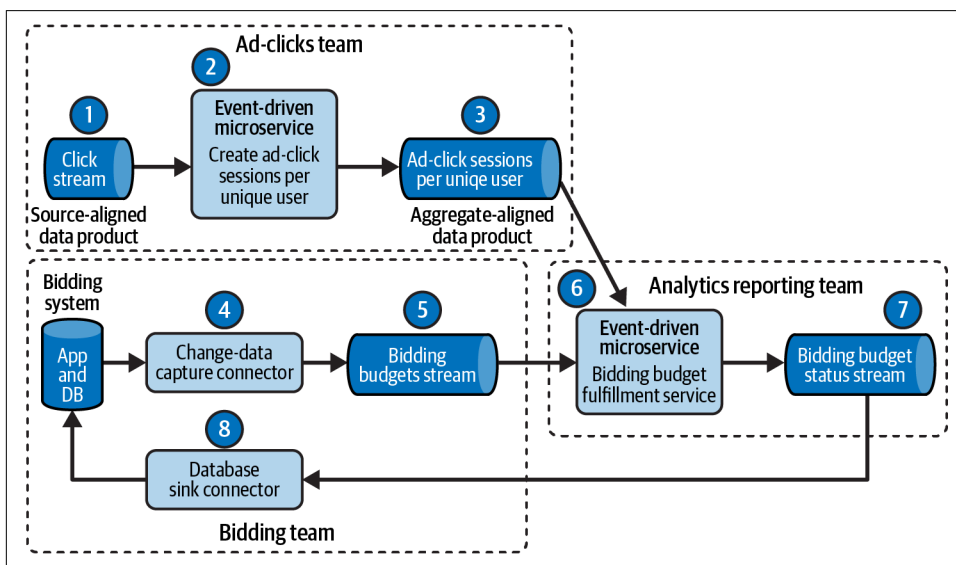 Ad-clicks team
1
Click
stream
Source-aligned
data product
2
Event-driven
microservice
Create ad-click
sessions per
unique user
3
Ad-click sessions
per uniqe user
Aggregate-aligned
data product
Bidding
system
App
and
DB
4
Change-data
capture connector
5
Bidding
budgets stream
8
Database
sink connector
Bidding team
Analytics reporting team
6
Event-driven
microservice
Bidding budget
fulfillment service
7
Bidding budget
status stream